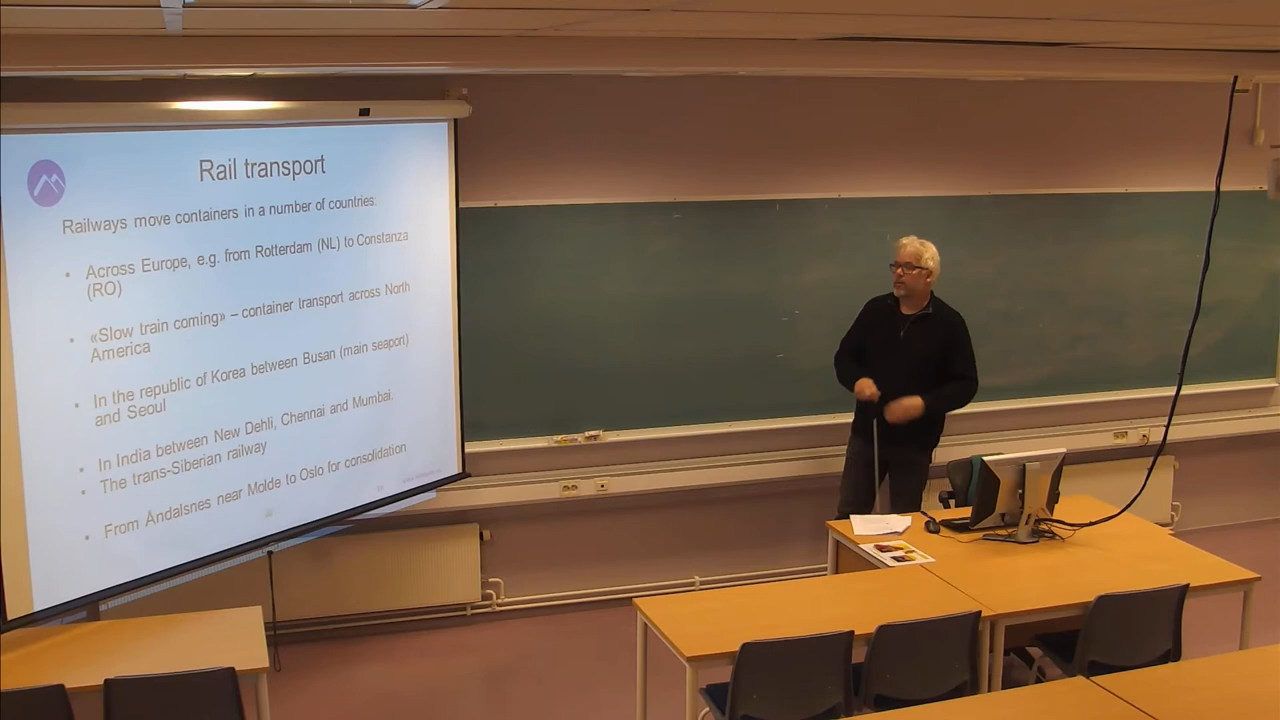 Rail transport
Railways move containers in a number of countries:
• Across Europe, e.g. from Rotterdam (NL) to Constanza
(RO)
• «Slow train coming» – container transport across North
America
• In the republic of Korea between Busan (main seaport)
and Seoul
• In India between New Dehli, Chennai and Mumbai.
• The trans-Siberian railway
• From Åndalsnes near Molde to Oslo for consolidation